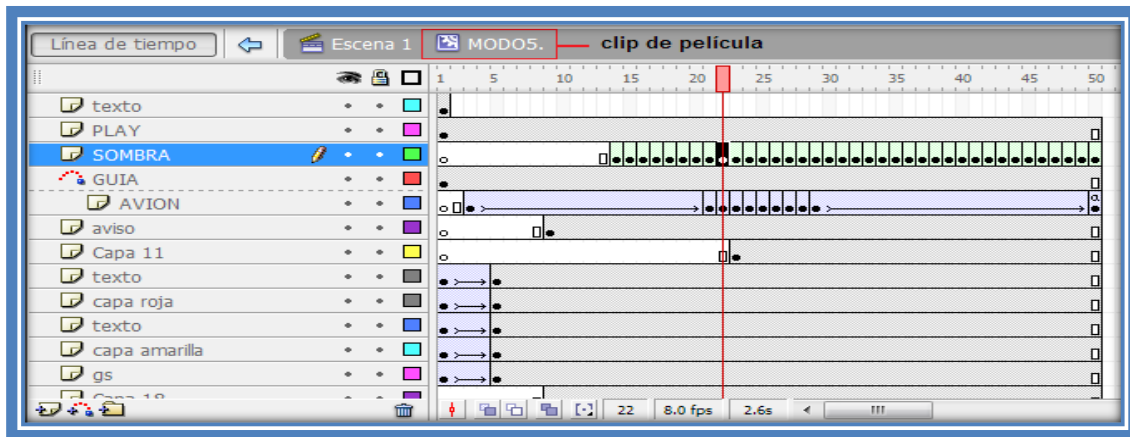 Línea de tiempo Escena 1 MODO5. clip de película
1 5 10 15 20 25 30 35 40 45 50
texto
PLAY
SOMBRA
GUIA
AVION
a
aviso
Capa 11
texto
capa roja
texto
capa amarilla
gs
Capa 18
22 8.0 fps 2.6s